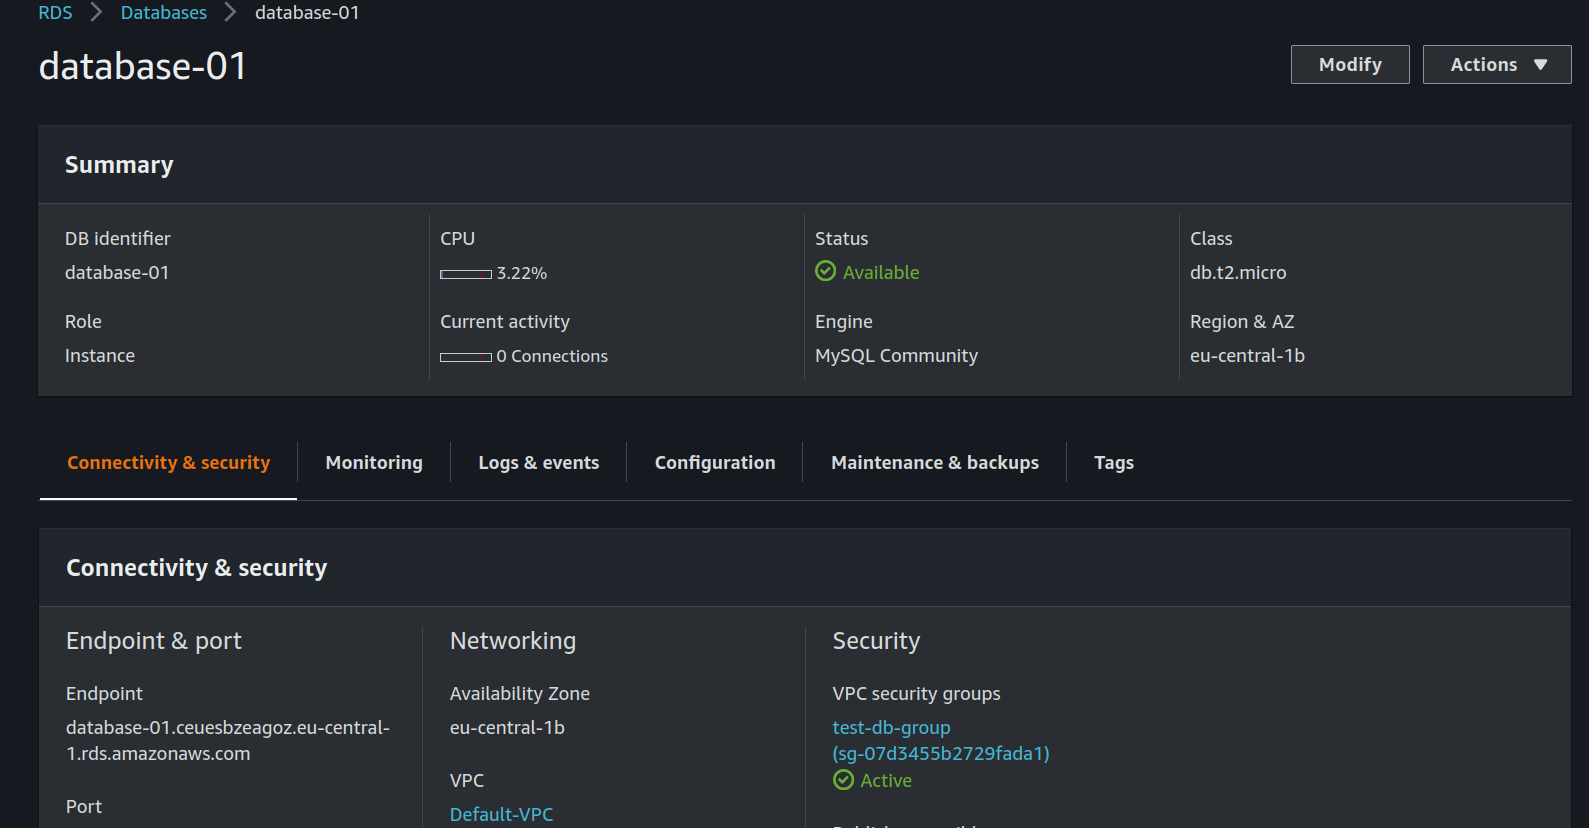 RDS > Databases > database-01
database-01
Modify
Actions
Summary
DB identifier
database-01
CPU
3.22%
Status
Available
Class
db.t2.micro
Role
Instance
Current activity
0 Connections
Engine
MySQL Community
Region & AZ
eu-central-1b
Connectivity & security
Monitoring
Logs & events
Configuration
Maintenance & backups
Tags
Connectivity & security
Endpoint & port
Endpoint
database-01.ceuesbzeagoz.eu-central-
1.rds.amazonaws.com
Port
Networking
Availability Zone
eu-central-1b
VPC
Default-VPC
Security
VPC security groups
test-db-group
(sg-07d3455b2729fada1)
Active